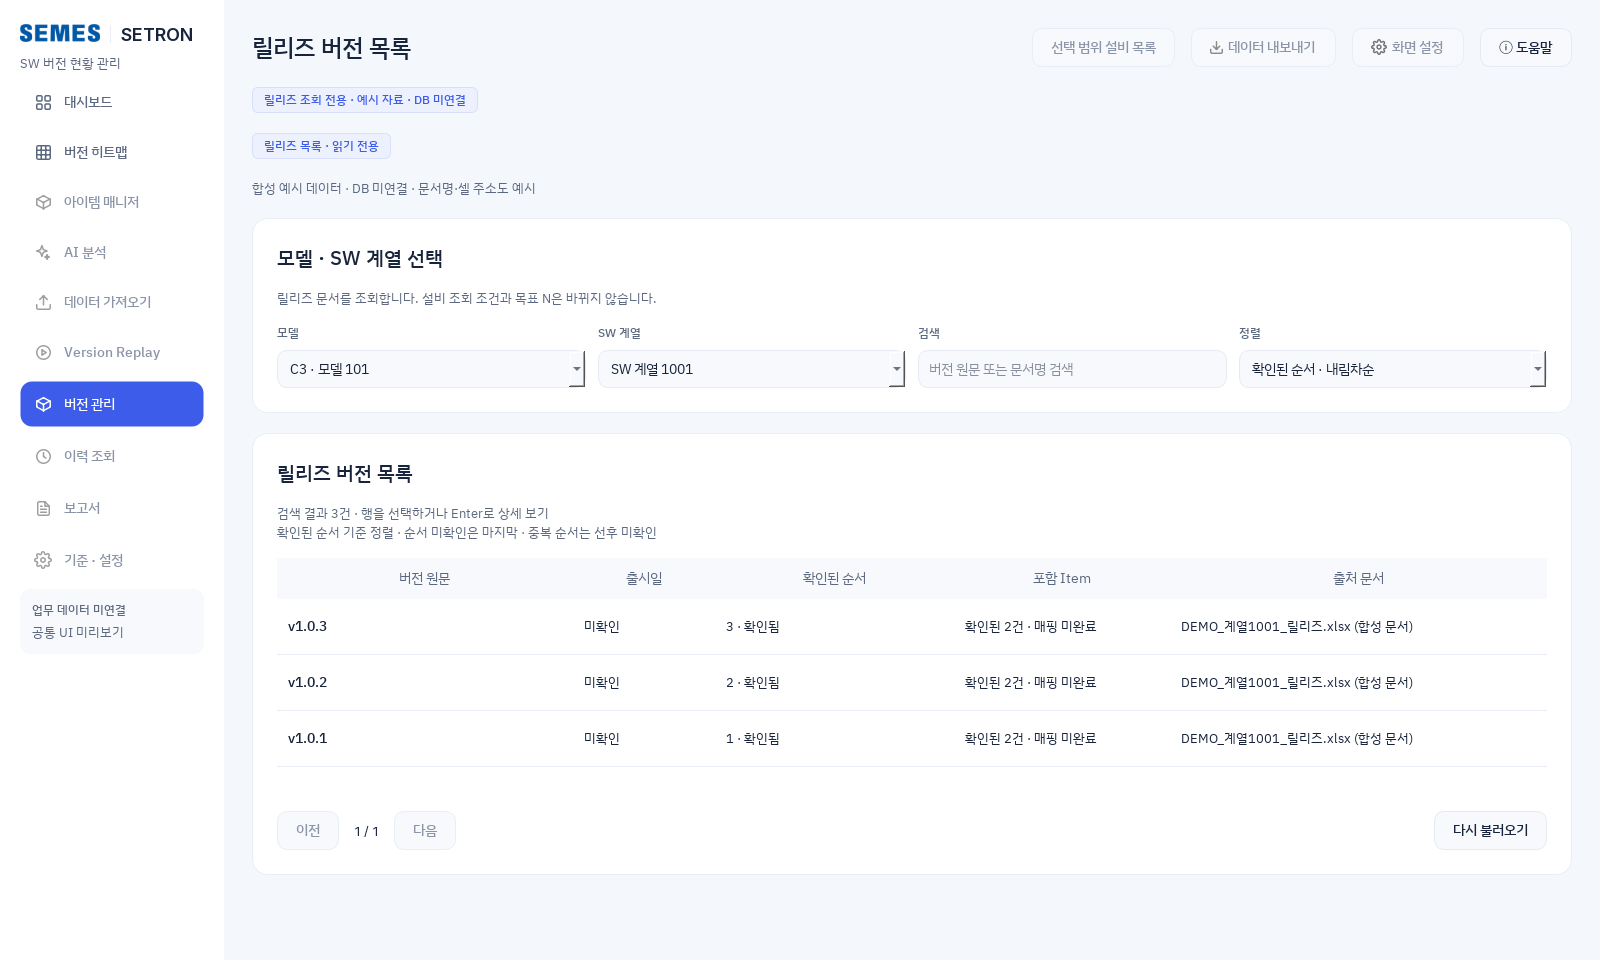 SEMES SETRON
SW 버전 현황 관리
대시보드
버전 히트맵
아이템 매니저
AI 분석
데이터 가져오기
Version Replay
버전 관리
이력 조회
보고서
기준 · 설정
업무 데이터 미연결
공통 UI 미리보기
릴리즈 버전 목록
선택 범위 설비 목록
데이터 내보내기
화면 설정
도움말
릴리즈 조회 전용 · 예시 자료 · DB 미연결
릴리즈 목록 · 읽기 전용
합성 예시 데이터 · DB 미연결 · 문서명·셀 주소도 예시
모델 · SW 계열 선택
릴리즈 문서를 조회합니다. 설비 조회 조건과 목표 N은 바뀌지 않습니다.
모델 SW 계열 검색 정렬
C3 · 모델 101 SW 계열 1001 버전 원문 또는 문서명 검색 확인된 순서 · 내림차순
릴리즈 버전 목록
검색 결과 3건 · 행을 선택하거나 Enter로 상세 보기
확인된 순서 기준 정렬 · 순서 미확인은 마지막 · 중복 순서는 선후 미확인
버전 원문 출시일 확인된 순서 포함 Item 출처 문서
v1.0.3 미확인 3 · 확인됨 확인된 2건 · 매핑 미완료 DEMO_계열1001_릴리즈.xlsx (합성 문서)
v1.0.2 미확인 2 · 확인됨 확인된 2건 · 매핑 미완료 DEMO_계열1001_릴리즈.xlsx (합성 문서)
v1.0.1 미확인 1 · 확인됨 확인된 2건 · 매핑 미완료 DEMO_계열1001_릴리즈.xlsx (합성 문서)
이전 1 / 1 다음 다시 불러오기